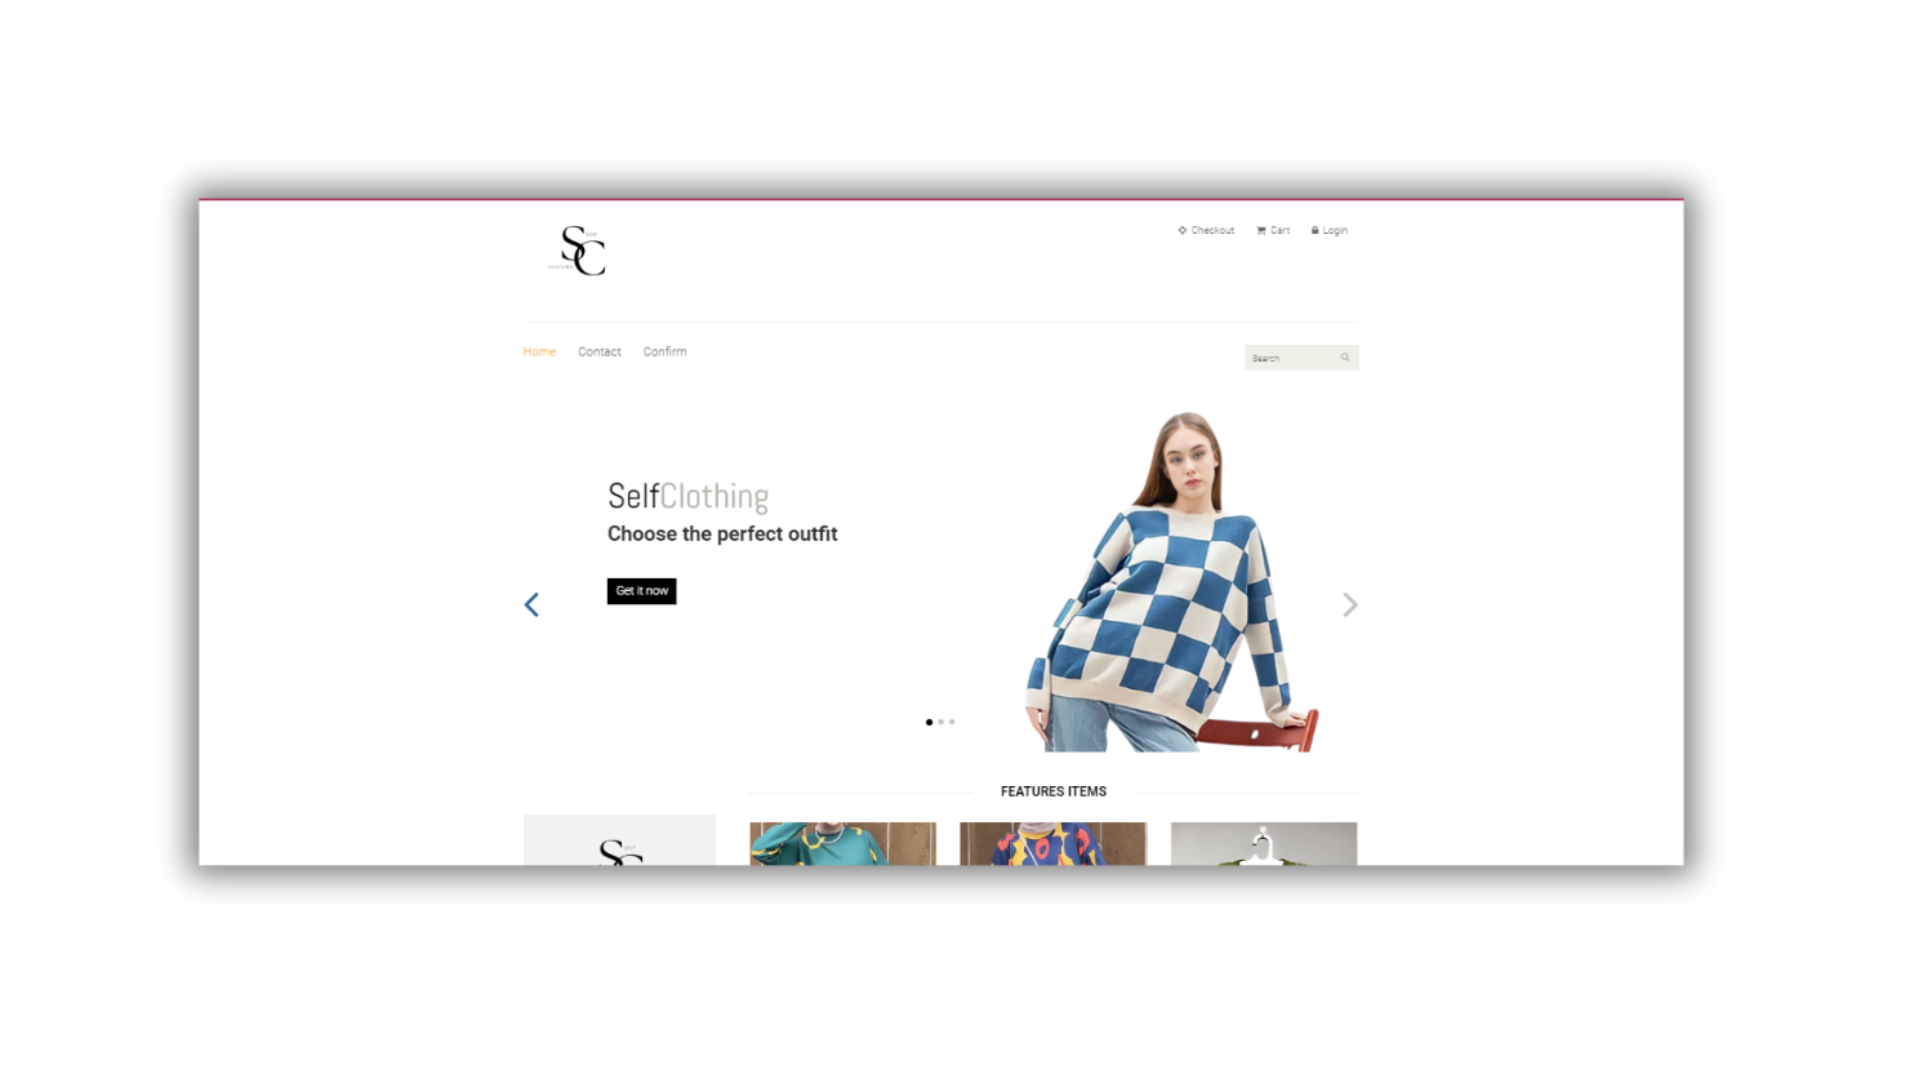 SC
Checkout Cart Login
Home Contact Confirm
Search
SelfClothing
Choose the perfect outfit
Get it now
FEATURES ITEMS
SC